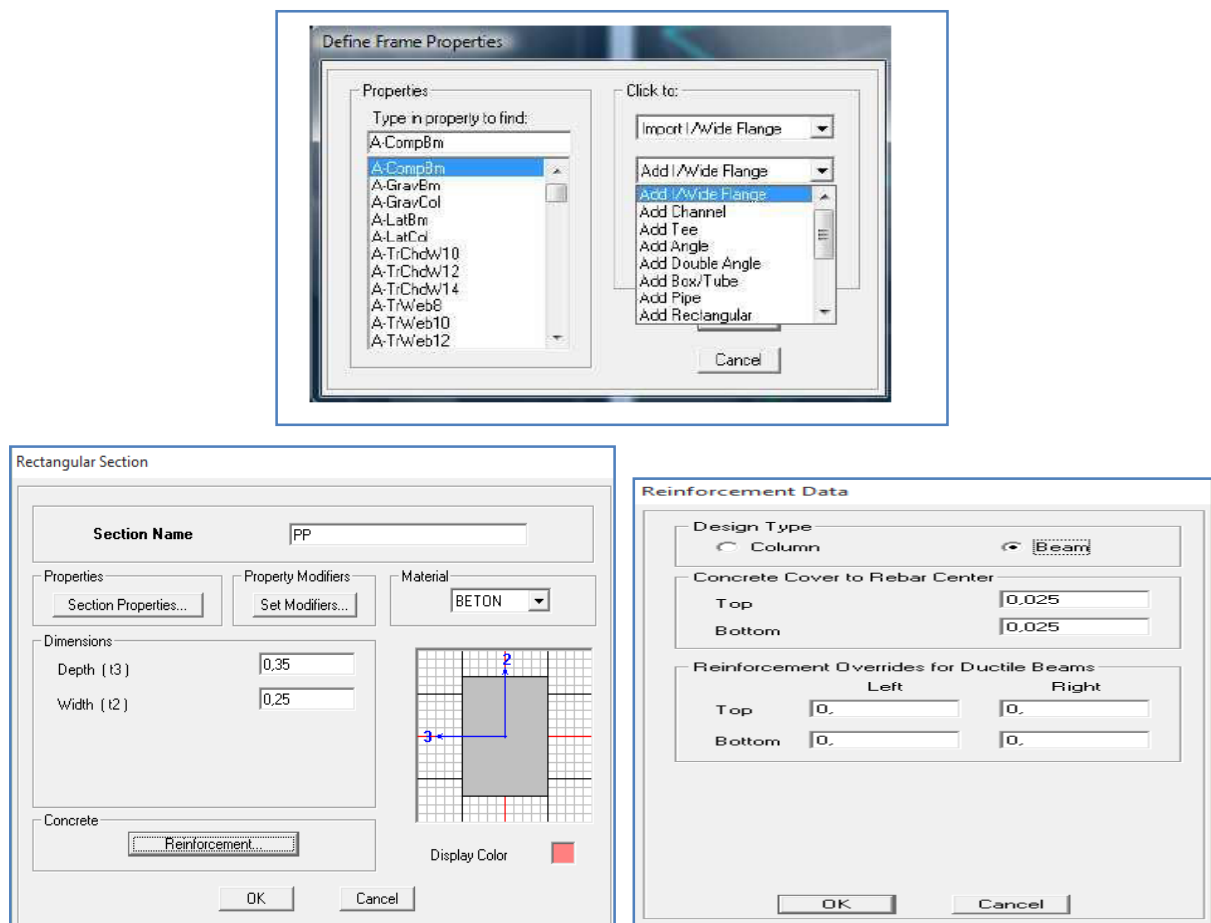 Define Frame Properties
Properties
Click to:
Type in property to find:
A-CompBm
Import I/Wide Flange
A-CompBm
A-GravBm
A-GravCol
A-LatBm
A-LatCol
A-TrChdW10
A-TrChdW12
A-TrChdW14
A-TrWeb8
A-TrWeb10
A-TrWeb12
Add I/Wide Flange
Add I/Wide Flange
Add Channel
Add Tee
Add Angle
Add Double Angle
Add Box/Tube
Add Pipe
Add Rectangular
Cancel
Rectangular Section
Section Name PP
Properties
Section Properties...
Property Modifiers
Set Modifiers...
Material
BETON
Dimensions
Depth ( t3 ) 0,35
Width ( t2 ) 0,25
2
3
Concrete
Reinforcement...
Display Color
OK Cancel
Reinforcement Data
Design Type
Column Beam
Concrete Cover to Rebar Center
Top 0,025
Bottom 0,025
Reinforcement Overrides for Ductile Beams
Left Right
Top 0, 0,
Bottom 0, 0,
OK Cancel